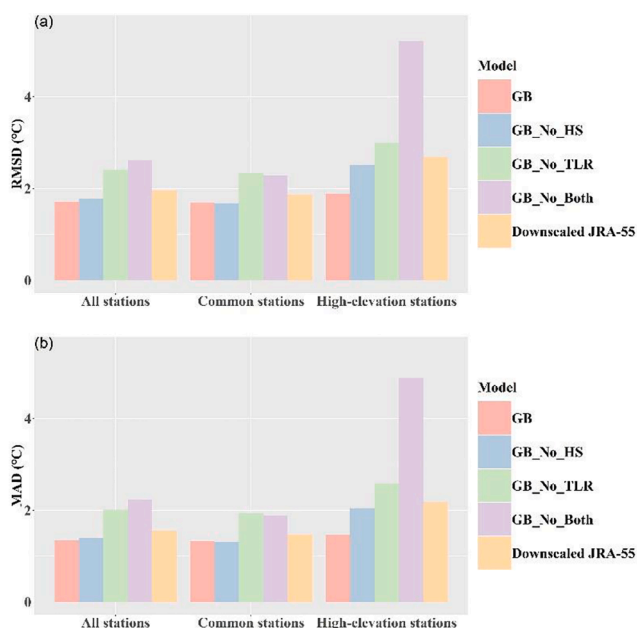 (a)
RMSD (°C)
4
2
0
All stations
Common stations
High-elevation stations
Model
GB
GB_No_HS
GB_No_TLR
GB_No_Both
Downscaled JRA-55
(b)
MAD (°C)
4
2
0
All stations
Common stations
High-elevation stations
Model
GB
GB_No_HS
GB_No_TLR
GB_No_Both
Downscaled JRA-55